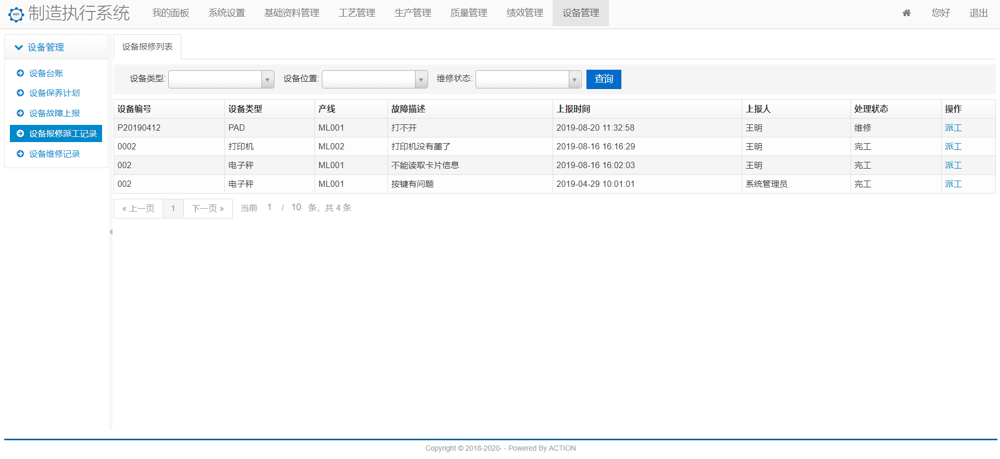 MES 制造执行系统 我的面板 系统设置 基础资料管理 工艺管理 生产管理 质量管理 绩效管理 设备管理 您好 退出
设备管理
设备台账
设备保养计划
设备故障上报
设备报修派工记录
设备维修记录
设备报修列表
设备类型: 设备位置: 维修状态: 查询
设备编号 设备类型 产线 故障描述 上报时间 上报人 处理状态 操作
P20190412 PAD ML001 打不开 2019-08-20 11:32:58 王明 维修 派工
0002 打印机 ML002 打印机没有墨了 2019-08-16 16:16:29 王明 完工 派工
002 电子秤 ML001 不能读取卡片信息 2019-08-16 16:02:03 王明 完工 派工
002 电子秤 ML001 按键有问题 2019-04-29 10:01:01 系统管理员 完工 派工
« 上一页 1 下一页 » 当前 1 / 10 条，共 4 条
Copyright © 2018-2020- - Powered By ACTION